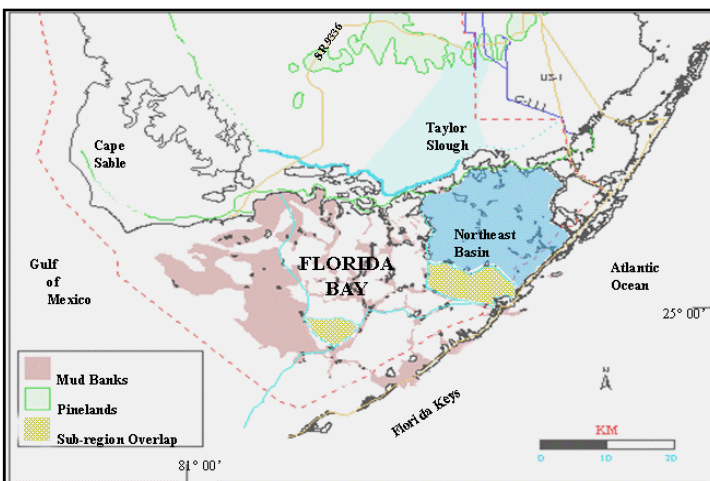 SR 9336
US-1
C-111
Taylor
Slough
Cape
Sable
Northeast
Basin
FLORIDA
BAY
Gulf
of
Mexico
Atlantic
Ocean
25° 00'
Mud Banks
Pinelands
Sub-region Overlap
Florida Keys
N
KM
0 10 20
81° 00'